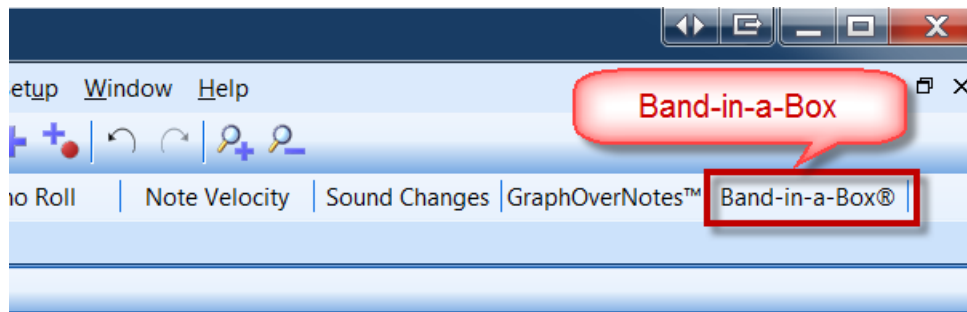 etup Window Help
Band-in-a-Box
no Roll Note Velocity Sound Changes GraphOverNotes™ Band-in-a-Box®